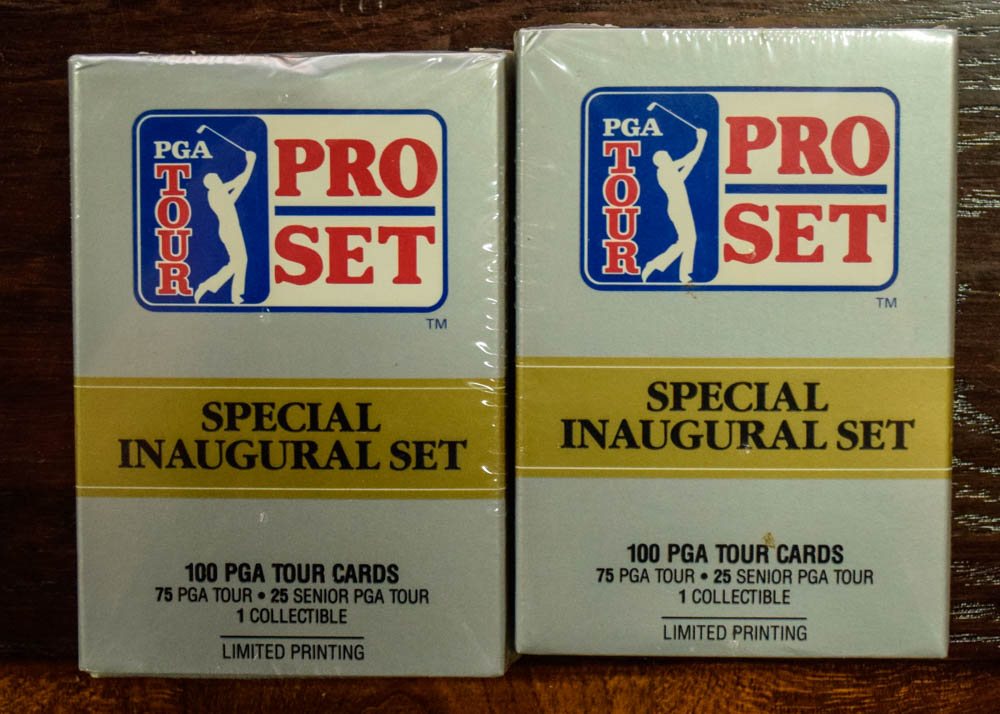 PGA
TOUR
PRO
SET
TM
SPECIAL
INAUGURAL SET
100 PGA TOUR CARDS
75 PGA TOUR • 25 SENIOR PGA TOUR
1 COLLECTIBLE
LIMITED PRINTING
PGA
TOUR
PRO
SET
TM
SPECIAL
INAUGURAL SET
100 PGA TOUR CARDS
75 PGA TOUR • 25 SENIOR PGA TOUR
1 COLLECTIBLE
LIMITED PRINTING